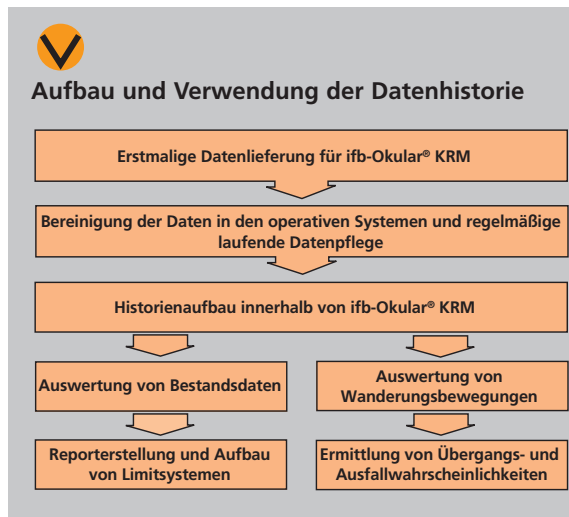 Aufbau und Verwendung der Datenhistorie
Erstmalige Datenlieferung für ifb-Okular® KRM
Bereinigung der Daten in den operativen Systemen und regelmäßige
laufende Datenpflege
Historienaufbau innerhalb von ifb-Okular® KRM
Auswertung von Bestandsdaten
Auswertung von
Wanderungsbewegungen
Reporterstellung und Aufbau
von Limitsystemen
Ermittlung von Übergangs- und
Ausfallwahrscheinlichkeiten